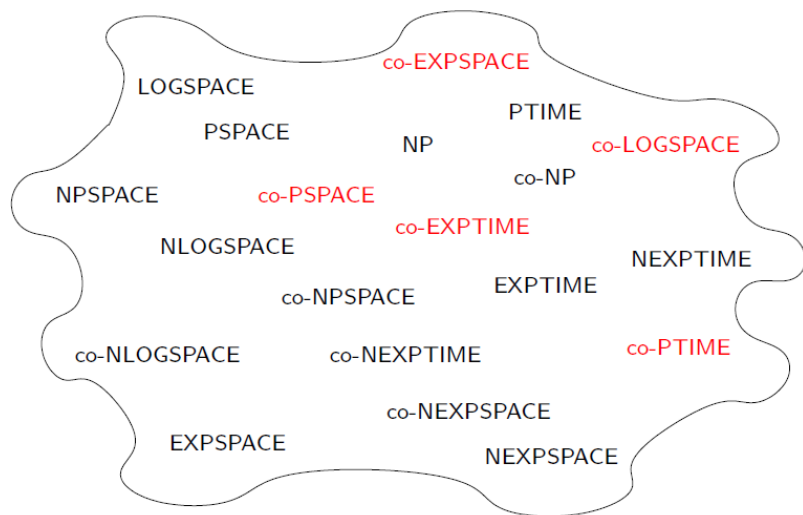 co-EXPSPACE
LOGSPACE
PTIME
PSPACE
NP
co-LOGSPACE
co-NP
NPSPACE
co-PSPACE
co-EXPTIME
NLOGSPACE
NEXPTIME
EXPTIME
co-NPSPACE
co-NLOGSPACE
co-NEXPTIME
co-PTIME
co-NEXPSPACE
EXPSPACE
NEXPSPACE